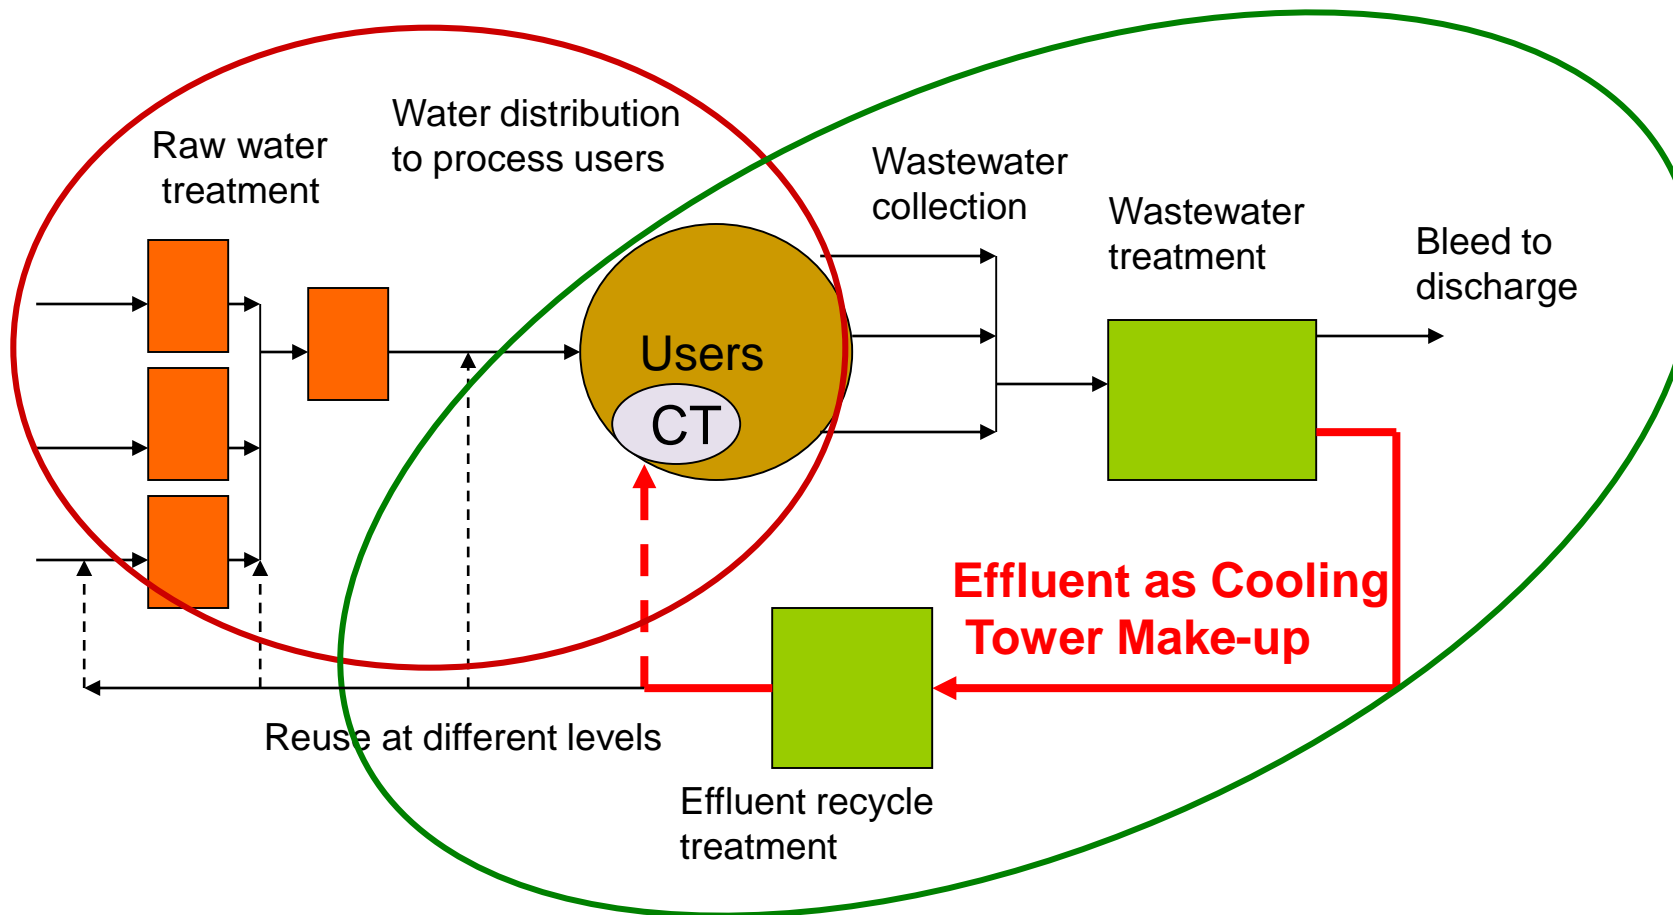 Water distribution
to process users
Raw water
treatment
Wastewater
collection
Wastewater
treatment
Bleed to
discharge
Users
CT
Effluent as Cooling
Tower Make-up
Reuse at different levels
Effluent recycle
treatment